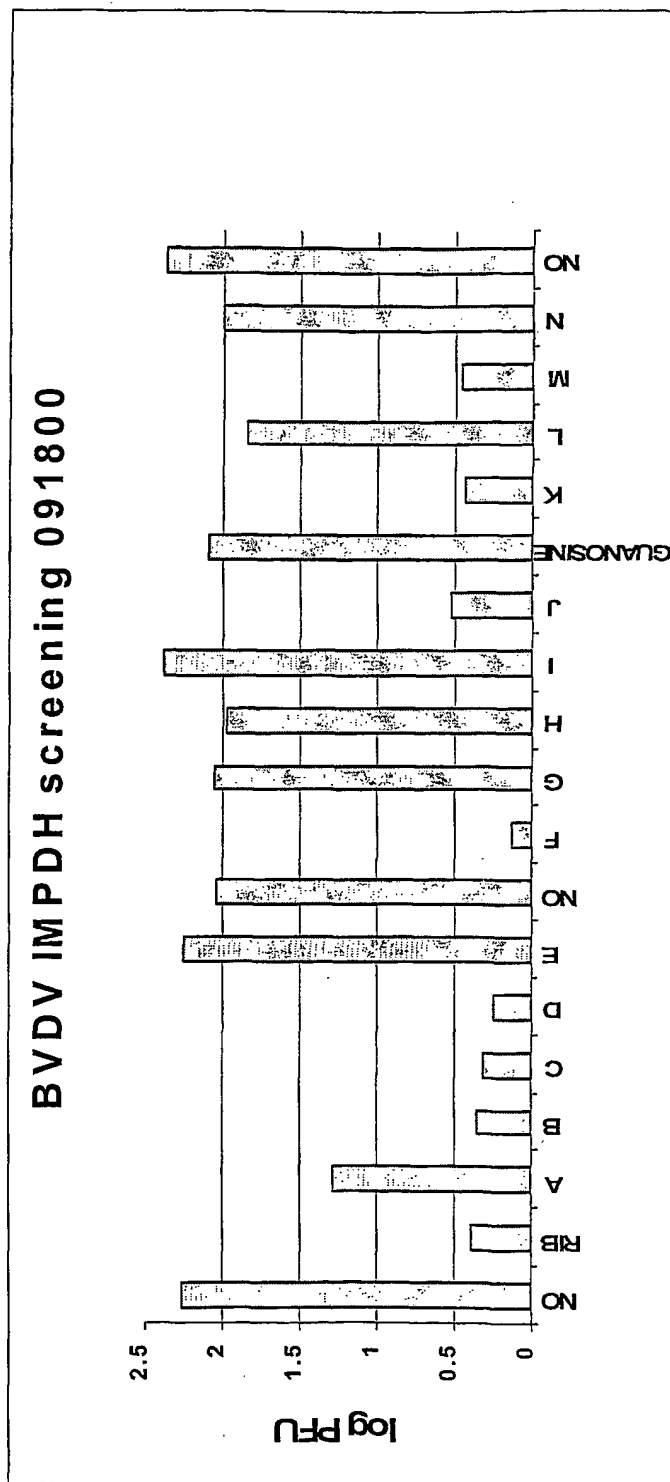 BVDV IMPDH screening 091800
log PFU
2.5
2
1.5
1
0.5
0
NO
RIB
A
B
C
D
E
NO
F
G
H
I
J
GUANOSINE
K
L
M
N
NO